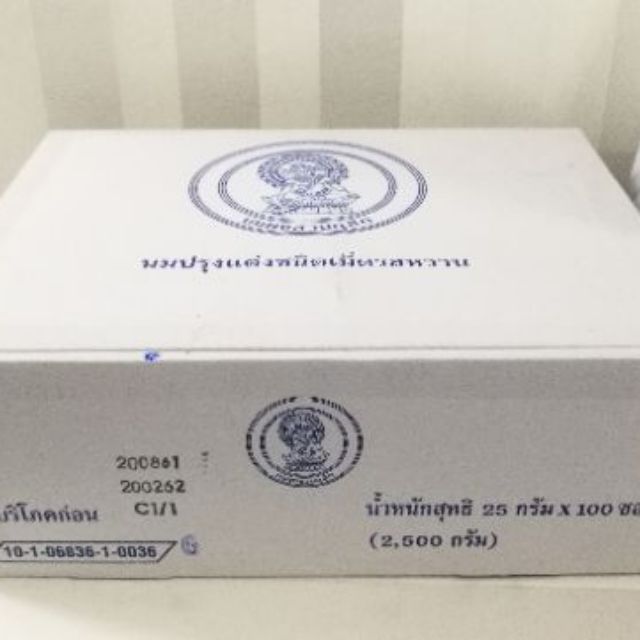 นมปรุงแต่งชนิดเม็ดรสหวาน
200861
200262
C1/1
บริโภคก่อน
10-1-06836-1-0036
น้ำหนักสุทธิ 25 กรัม X 100 ซอ
(2,500 กรัม)